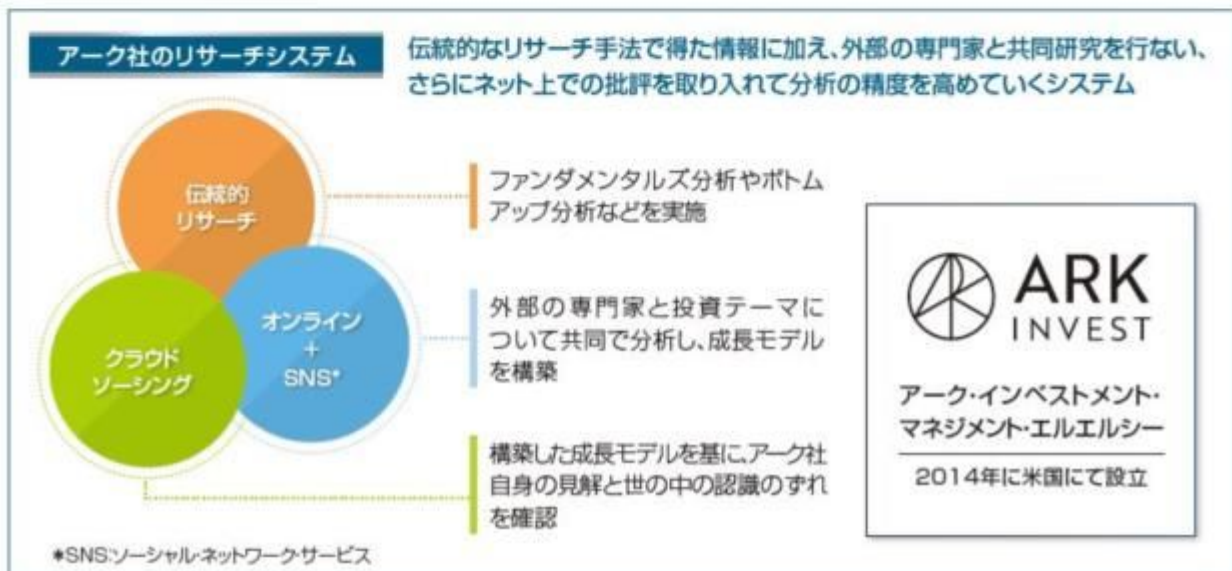 アーク社のリサーチシステム
伝統的なリサーチ手法で得た情報に加え、外部の専門家と共同研究を行ない、
さらにネット上での批評を取り入れて分析の精度を高めていくシステム
伝統的
リサーチ
ファンダメンタルズ分析やボトム
アップ分析などを実施
オンライン
+
SNS*
外部の専門家と投資テーマに
ついて共同で分析し、成長モデル
を構築
クラウド
ソーシング
構築した成長モデルを基に、アーク社
自身の見解と世の中の認識のずれ
を確認
*SNS:ソーシャル・ネットワーク・サービス
ARK
INVEST
アーク・インベストメント・
マネジメント・エルエルシー
2014年に米国にて設立